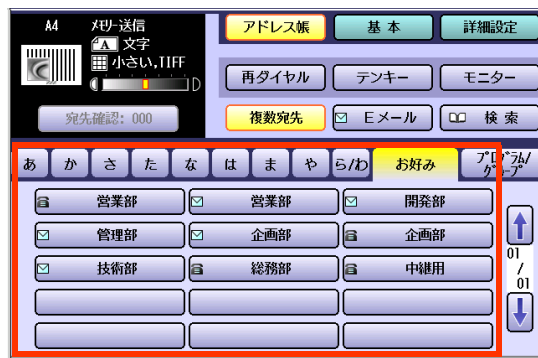 A4 ﾒﾓﾘｰ送信
A 文字
小さい,TIFF
宛先確認: 000
アドレス帳 基本 詳細設定
再ダイヤル テンキー モニター
複数宛先 Eメール 検索
あ か さ た な は ま や ら/わ お好み ﾌﾟﾛｸﾞﾗﾑ/ｸﾞﾙｰﾌﾟ
営業部 営業部 開発部
管理部 企画部 企画部
技術部 総務部 中継用
01
/
01